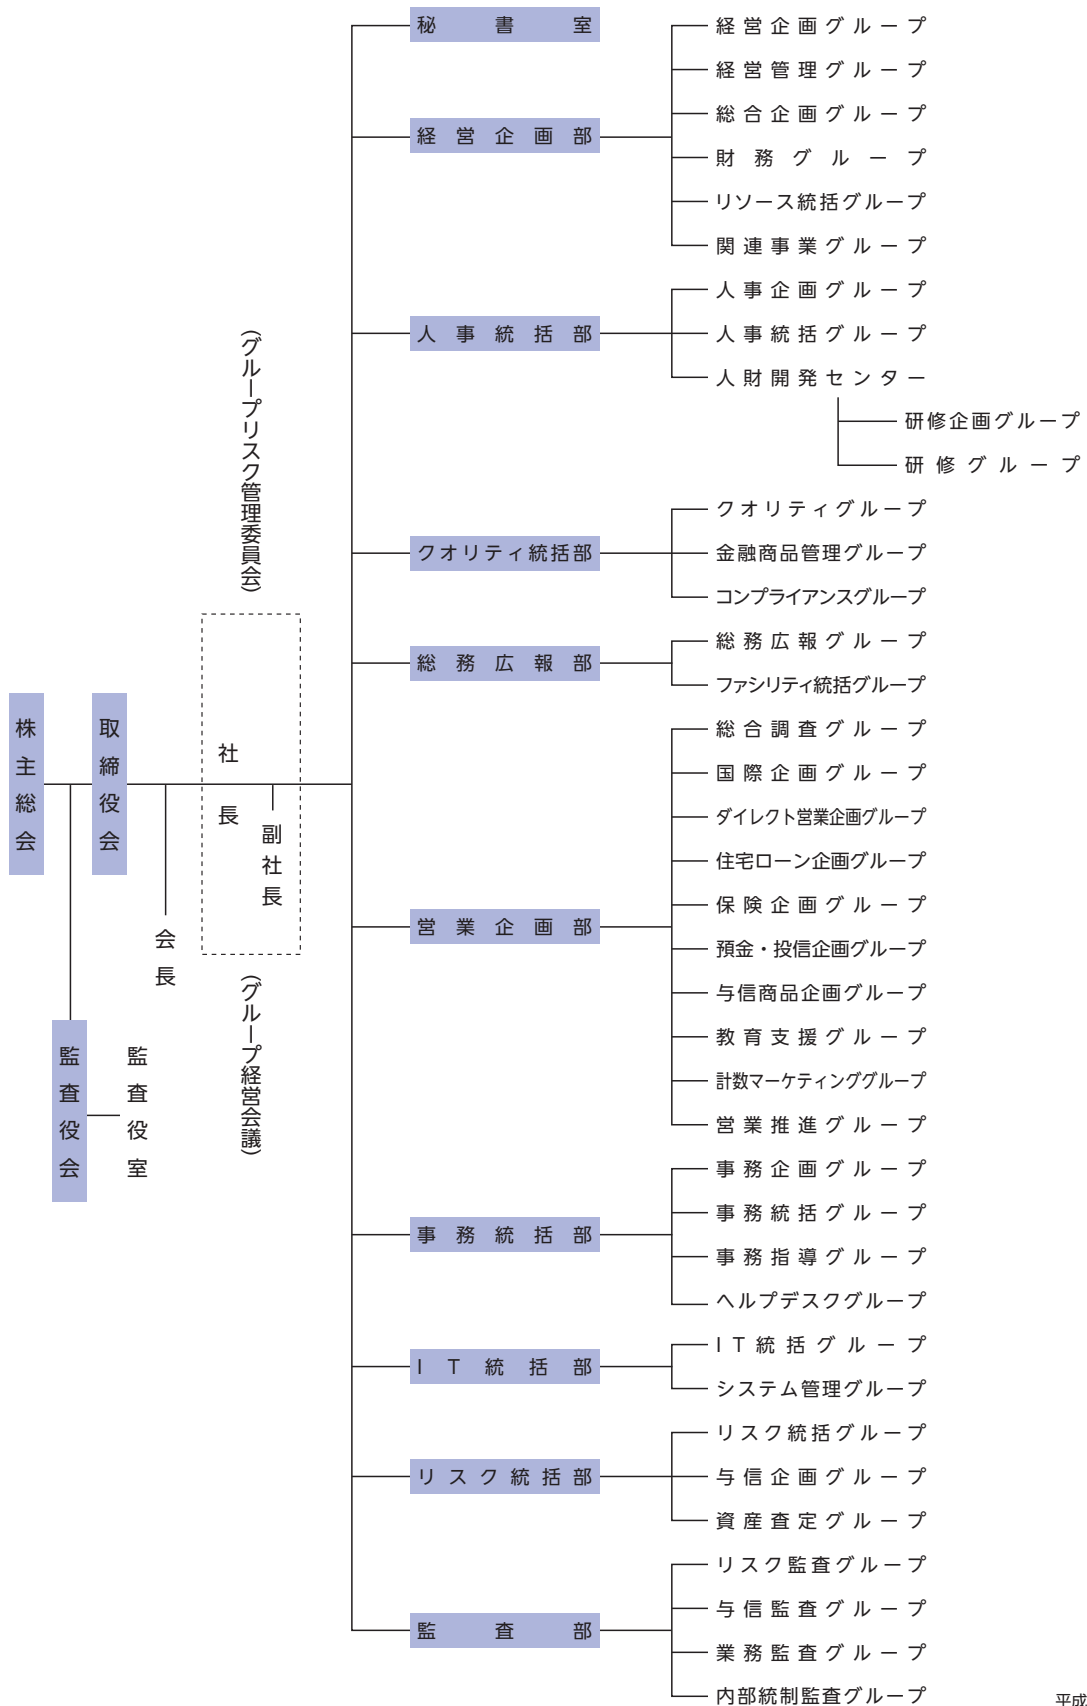 株主総会
取締役会
監査役会
監査役室
会長
社長
副社長
(グループリスク管理委員会)
(グループ経営会議)
秘書室
経営企画部
経営企画グループ
経営管理グループ
総合企画グループ
財務グループ
リソース統括グループ
関連事業グループ
人事統括部
人事企画グループ
人事統括グループ
人財開発センター
研修企画グループ
研修グループ
クオリティ統括部
クオリティグループ
金融商品管理グループ
コンプライアンスグループ
総務広報部
総務広報グループ
ファシリティ統括グループ
営業企画部
総合調査グループ
国際企画グループ
ダイレクト営業企画グループ
住宅ローン企画グループ
保険企画グループ
預金・投信企画グループ
与信商品企画グループ
教育支援グループ
計数マーケティンググループ
営業推進グループ
事務統括部
事務企画グループ
事務統括グループ
事務指導グループ
ヘルプデスクグループ
IT統括部
IT統括グループ
システム管理グループ
リスク統括部
リスク統括グループ
与信企画グループ
資産査定グループ
監査部
リスク監査グループ
与信監査グループ
業務監査グループ
内部統制監査グループ
平成